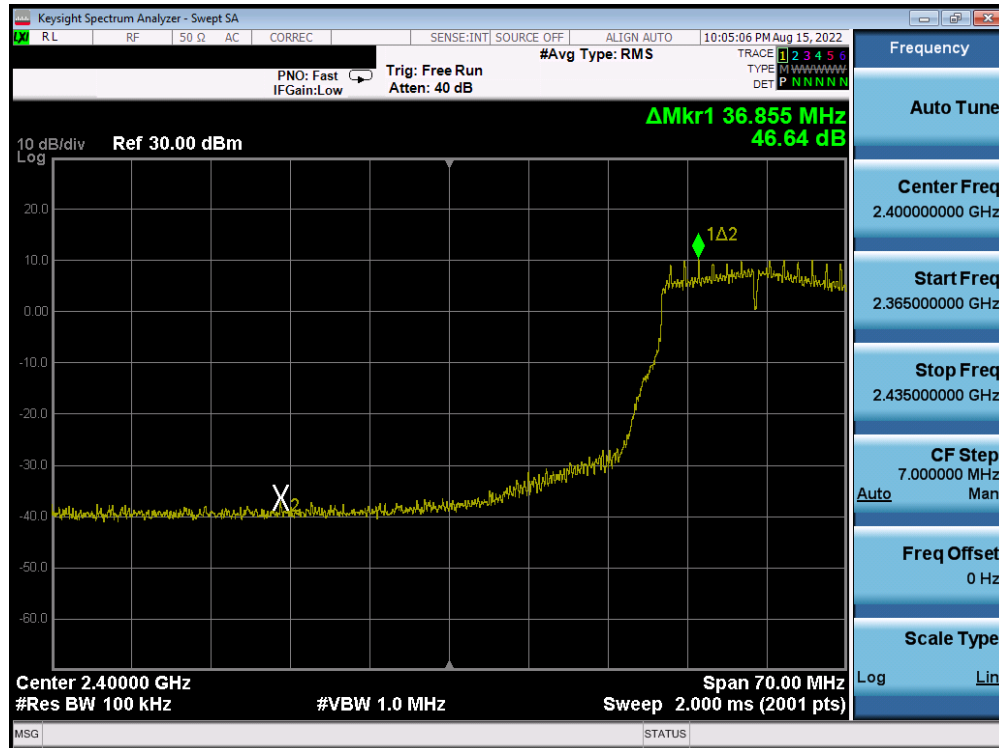 Keysight Spectrum Analyzer - Swept SA
LXI RL RF 50 Ω AC CORREC SENSE:INT SOURCE OFF ALIGN AUTO 10:05:06 PM Aug 15, 2022
#Avg Type: RMS
TRACE 1 2 3 4 5 6
PNO: Fast Trig: Free Run
TYPE M WWWWW
IFGain:Low Atten: 40 dB
DET P N N N N N
ΔMkr1 36.855 MHz
46.64 dB
10 dB/div Ref 30.00 dBm
Log
20.0
1Δ2
10.0
0.00
-10.0
-20.0
-30.0
X2
-40.0
-50.0
-60.0
Center 2.40000 GHz Span 70.00 MHz
#Res BW 100 kHz #VBW 1.0 MHz Sweep 2.000 ms (2001 pts)
MSG STATUS
Frequency
Auto Tune
Center Freq
2.400000000 GHz
Start Freq
2.365000000 GHz
Stop Freq
2.435000000 GHz
CF Step
7.000000 MHz
Auto Man
Freq Offset
0 Hz
Scale Type
Log Lin